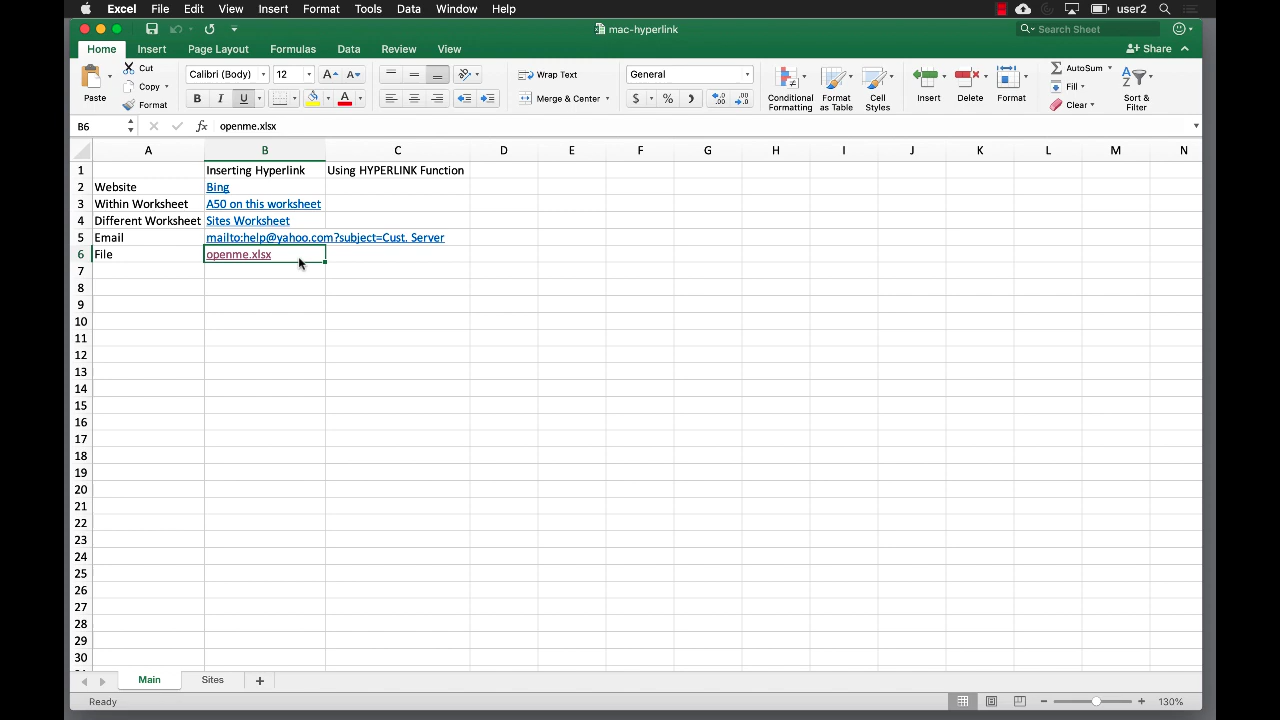 Excel File Edit View Insert Format Tools Data Window Help user2
mac-hyperlink Search Sheet
Home Insert Page Layout Formulas Data Review View Share
Paste Cut Copy Format
Calibri (Body) 12 A A
B I U A
Wrap Text
Merge & Center
General
$ %
Conditional Formatting
Format as Table
Cell Styles
Insert Delete Format
AutoSum
Fill
Clear
Sort & Filter
B6 fx openme.xlsx
A B C D E F G H I J K L M N
1 Inserting Hyperlink Using HYPERLINK Function
2 Website Bing
3 Within Worksheet A50 on this worksheet
4 Different Worksheet Sites Worksheet
5 Email mailto:help@yahoo.com?subject=Cust. Server
6 File openme.xlsx
7
8
9
10
11
12
13
14
15
16
17
18
19
20
21
22
23
24
25
26
27
28
29
30
Main Sites +
Ready 130%